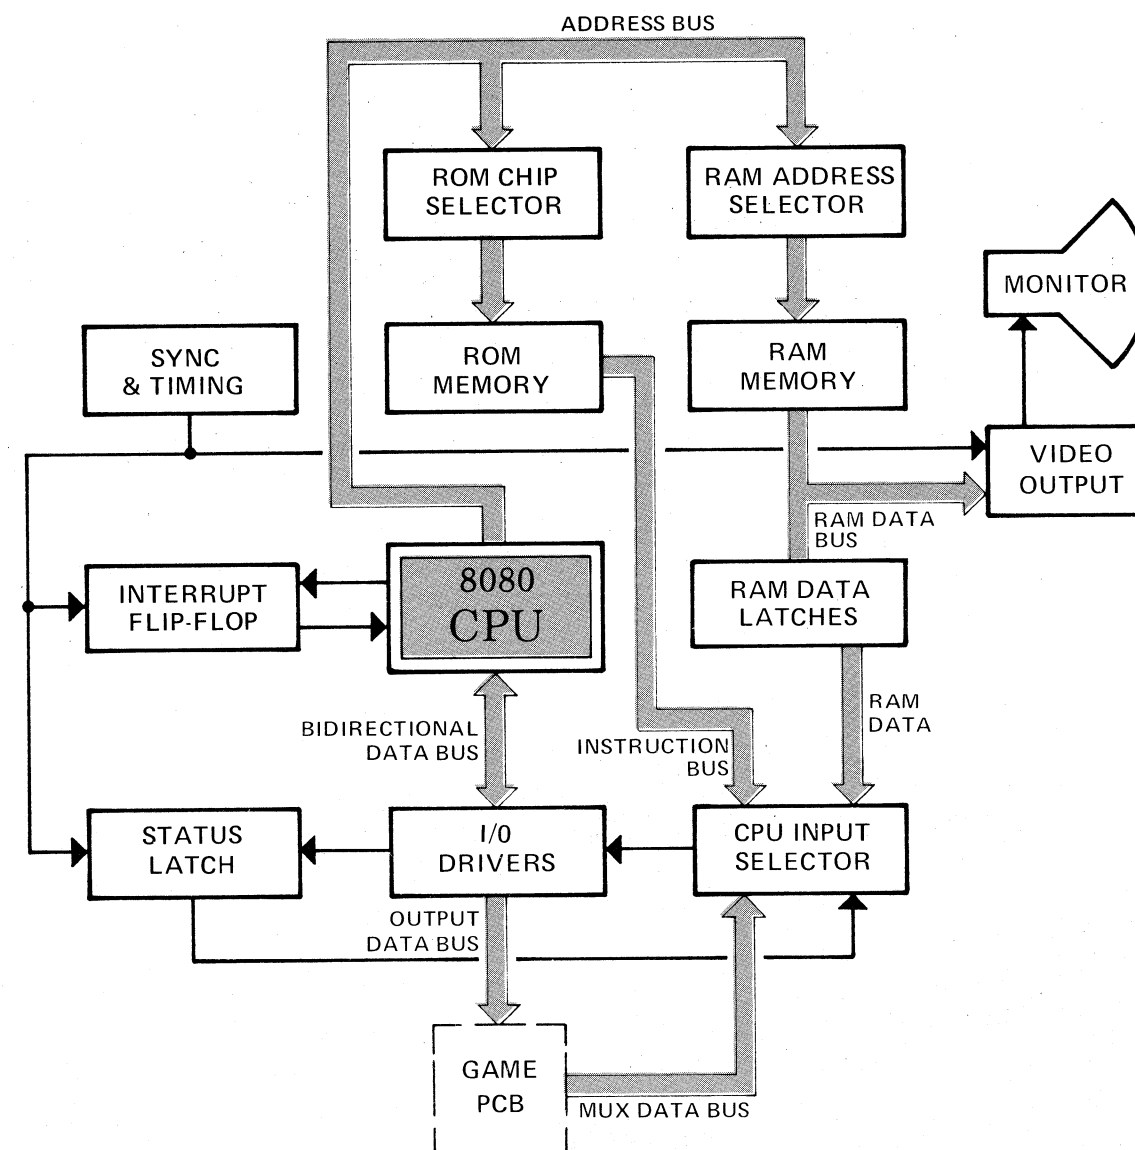 ADDRESS BUS
ROM CHIP
SELECTOR
RAM ADDRESS
SELECTOR
MONITOR
SYNC
& TIMING
ROM
MEMORY
RAM
MEMORY
VIDEO
OUTPUT
RAM DATA
BUS
INTERRUPT
FLIP-FLOP
8080
CPU
RAM DATA
LATCHES
BIDIRECTIONAL
DATA BUS
INSTRUCTION
BUS
RAM
DATA
STATUS
LATCH
I/0
DRIVERS
CPU INPUT
SELECTOR
OUTPUT
DATA BUS
GAME
PCB
MUX DATA BUS